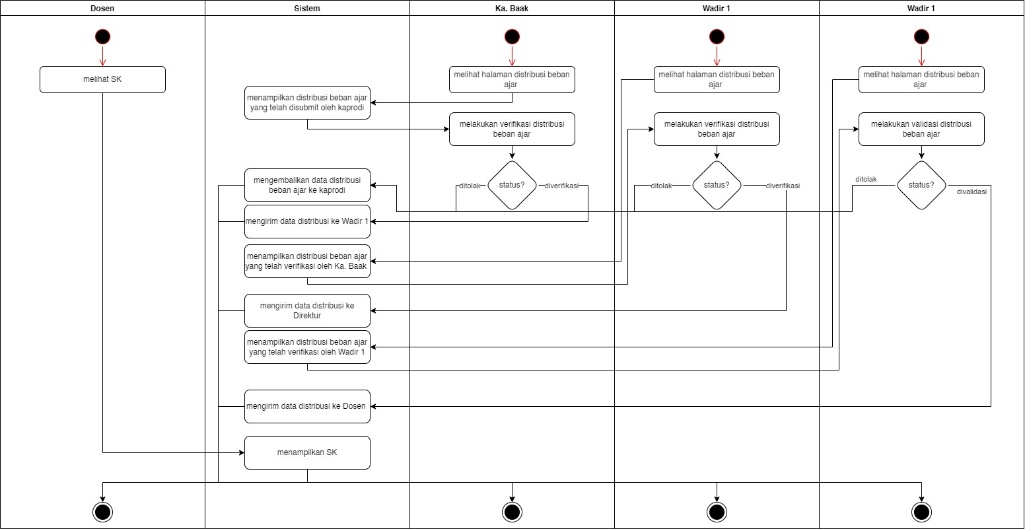 Dosen
Sistem
Ka. Baak
Wadir 1
Wadir 1
melihat SK
melihat halaman distribusi beban
ajar
melihat halaman distribusi beban
ajar
melihat halaman distribusi beban
ajar
menampilkan distribusi beban ajar
yang telah disubmit oleh kaprodi
melakukan verifikasi distribusi
beban ajar
melakukan verifikasi distribusi
beban ajar
melakukan validasi distribusi
beban ajar
mengembalikan data distribusi
beban ajar ke kaprodi
ditolak
status?
diverifikasi
ditolak
status?
diverifikasi
ditolak
status?
divalidasi
mengirim data distribusi ke Wadir 1
menampilkan distribusi beban ajar
yang telah verifikasi oleh Ka. Baak
mengirim data distribusi ke
Direktur
menampilkan distribusi beban ajar
yang telah verifikasi oleh Wadir 1
mengirim data distribusi ke Dosen
menampilkan SK